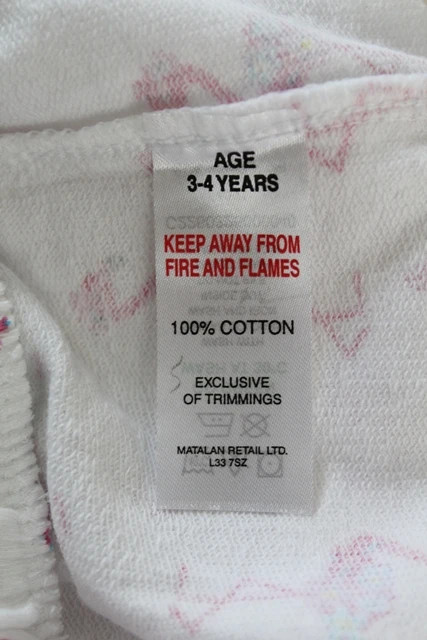 AGE
3-4 YEARS
KEEP AWAY FROM
FIRE AND FLAMES
100% COTTON
EXCLUSIVE
OF TRIMMINGS
MATALAN RETAIL LTD.
L33 7SZ